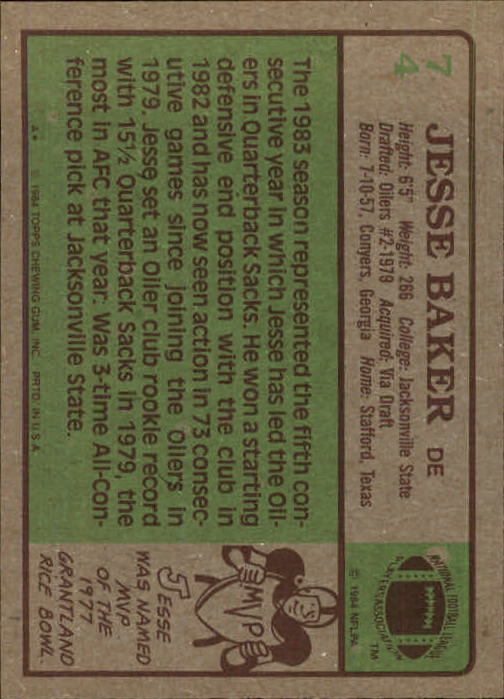 74
JESSE BAKER DE
Height: 6'5" Weight: 266 College: Jacksonville State
Drafted: Oilers #2-1979 Acquired: Via Draft
Born: 7-10-57, Conyers, Georgia Home: Stafford, Texas
NATIONAL FOOTBALL LEAGUE
PLAYERS ASSOCIATION
TM
© 1984 NFLPA
The 1983 season represented the fifth con-
secutive year in which Jesse has led the Oil-
ers in Quarterback Sacks. He won a starting
defensive end position with the club in
1982 and has now seen action in 73 consec-
utive games since joining the Oilers in
1979. Jesse set an Oiler club rookie record
with 15½ Quarterback Sacks in 1979, the
most in AFC that year. Was 3-time All-Con-
ference pick at Jacksonville State.
MVP
JESSE
WAS NAMED
MVP
OF THE
1977
GRANTLAND
RICE BOWL.
A* © 1984 TOPPS CHEWING GUM, INC. PRTD. IN U.S.A.